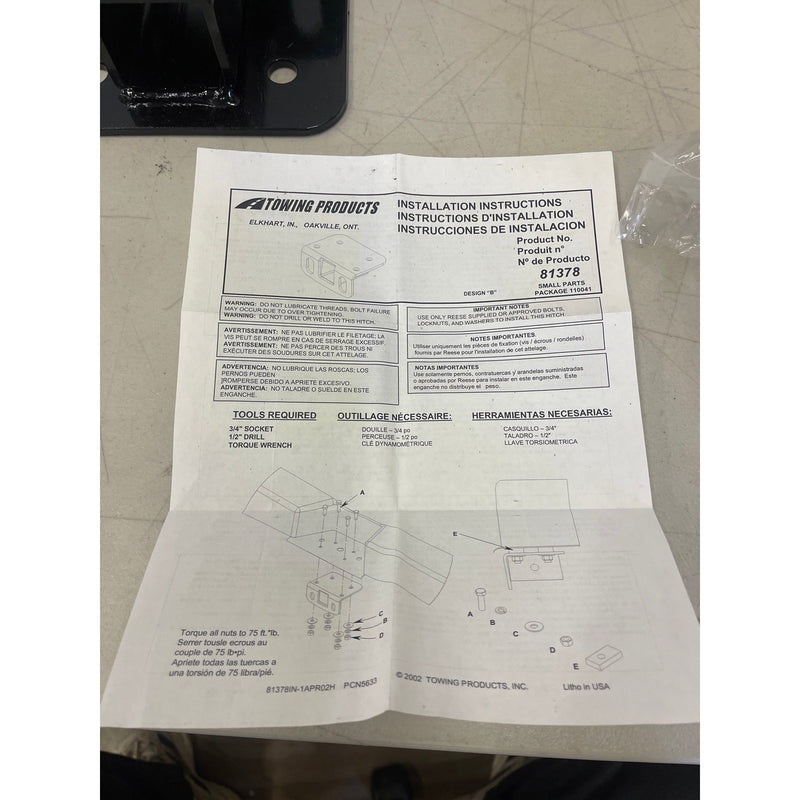 TOWING PRODUCTS
ELKHART, IN., OAKVILLE, ONT.
INSTALLATION INSTRUCTIONS
INSTRUCTIONS D'INSTALLATION
INSTRUCCIONES DE INSTALACION
Product No.
Produit n°
Nº de Producto
81378
SMALL PARTS
PACKAGE 110041
DESIGN "B"
WARNING: DO NOT LUBRICATE THREADS, BOLT FAILURE
MAY OCCUR DUE TO OVER TIGHTENING.
WARNING: DO NOT DRILL OR WELD TO THIS HITCH.
AVERTISSEMENT: NE PAS LUBRIFIER LE FILETAGE; LA
VIS PEUT SE ROMPRE EN CAS DE SERRAGE EXCESSIF.
AVERTISSEMENT: NE PAS PERCER DES TROUS NI
EXÉCUTER DES SOUDURES SUR CET ATTELAGE.
ADVERTENCIA: NO LUBRIQUE LAS ROSCAS: LOS
PERNOS PUEDEN
]ROMPERSE DEBIDO A APRIETE EXCESIVO.
ADVERTENCIA: NO TALADRE O SUELDE EN ESTE
ENGANCHE.
IMPORTANT NOTES
USE ONLY REESE SUPPLIED OR APPROVED BOLTS,
LOCKNUTS, AND WASHERS TO INSTALL THIS HITCH.
NOTES IMPORTANTES.
Utiliser uniquement les pièces de fixation (vis / écrous / rondelles)
fournis par Reese pour l'installation de cet attelage.
NOTAS IMPORTANTES
Use solamente pernos, contratuercas y arandelas suministradas
o aprobadas por Reese para instalar en este enganche. Este
enganche no distribuye el peso.
TOOLS REQUIRED
3/4" SOCKET
1/2" DRILL
TORQUE WRENCH
OUTILLAGE NÉCESSAIRE:
DOUILLE – 3/4 po
PERCEUSE – 1/2 po
CLÉ DYNAMOMÉTRIQUE
HERRAMIENTAS NECESARIAS:
CASQUILLO – 3/4"
TALADRO – 1/2"
LLAVE TORSIOMETRICA
A
C
B
D
E
A
B
C
D
E
Torque all nuts to 75 ft.*lb.
Serrer tousle ecrous au
couple de 75 lb•pi.
Apriete todas las tuercas a
una torsión de 75 libra/pié.
81378IN-1APR02H PCN5633
© 2002 TOWING PRODUCTS, INC.
Litho in USA